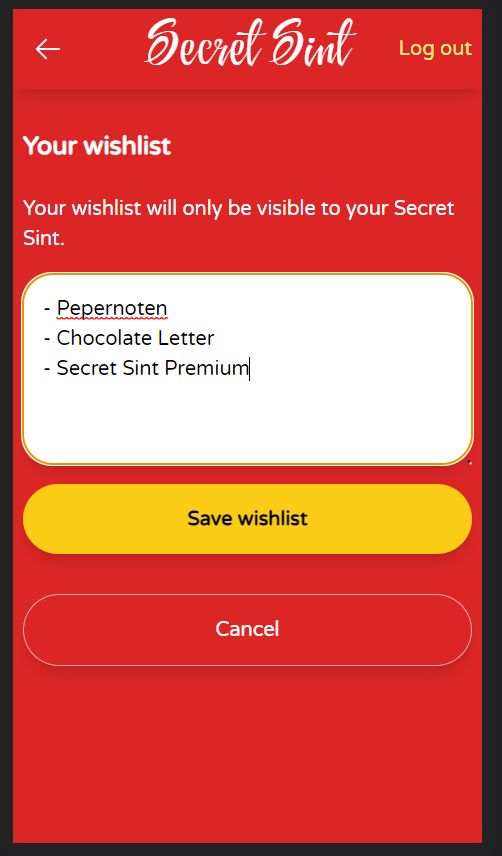 Secret Sint
Log out
Your wishlist
Your wishlist will only be visible to your Secret
Sint.
- Pepernoten
- Chocolate Letter
- Secret Sint Premium
Save wishlist
Cancel